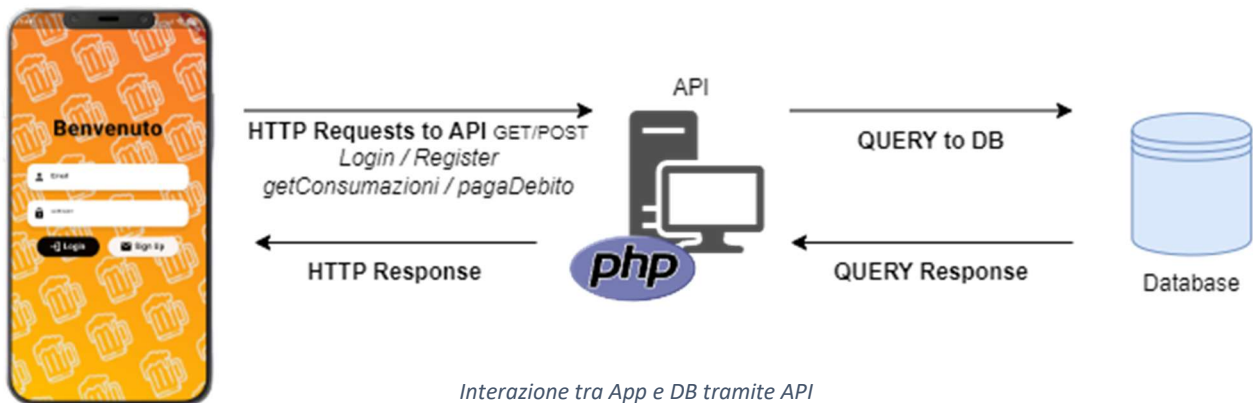 Benvenuto
Email
Login
Sign Up
HTTP Requests to API GET/POST
Login / Register
getConsumazioni / pagaDebito
HTTP Response
API
php
QUERY to DB
QUERY Response
Database
Interazione tra App e DB tramite API